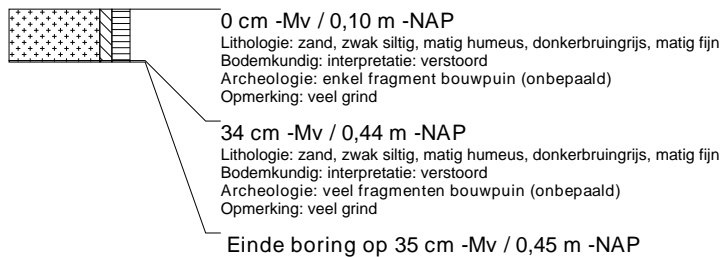 0 cm -Mv / 0,10 m -NAP
Lithologie: zand, zwak siltig, matig humeus, donkerbruingrijs, matig fijn
Bodemkundig: interpretatie: verstoord
Archeologie: enkel fragment bouwpuin (onbepaald)
Opmerking: veel grind
34 cm -Mv / 0,44 m -NAP
Lithologie: zand, zwak siltig, matig humeus, donkerbruingrijs, matig fijn
Bodemkundig: interpretatie: verstoord
Archeologie: veel fragmenten bouwpuin (onbepaald)
Opmerking: veel grind
Einde boring op 35 cm -Mv / 0,45 m -NAP